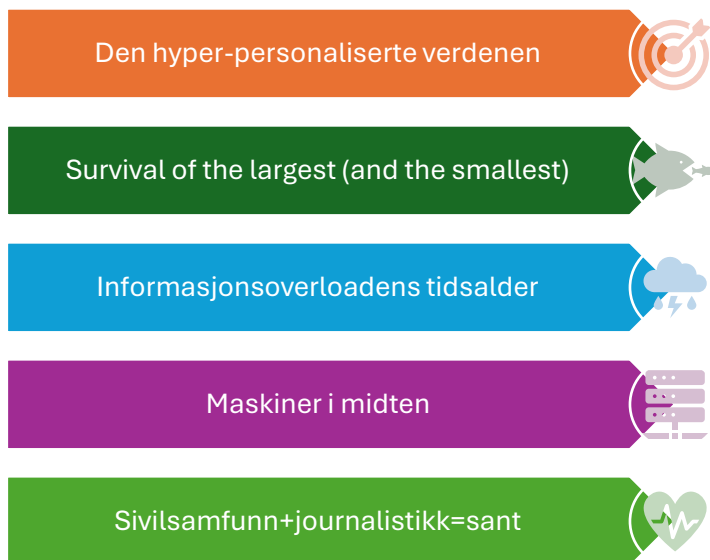 Den hyper-personaliserte verdenen
Survival of the largest (and the smallest)
Informasjonsoverloadens tidsalder
Maskiner i midten
Sivilsamfunn+journalistikk=sant